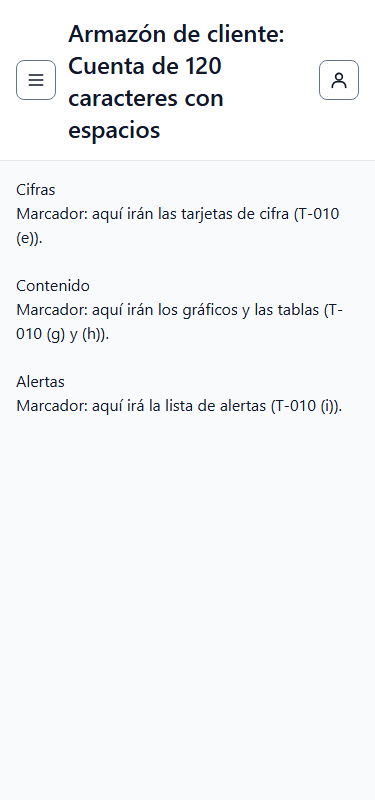 Armazón de cliente:
Cuenta de 120
caracteres con
espacios
Cifras
Marcador: aquí irán las tarjetas de cifra (T-010
(e)).
Contenido
Marcador: aquí irán los gráficos y las tablas (T-
010 (g) y (h)).
Alertas
Marcador: aquí irá la lista de alertas (T-010 (i)).